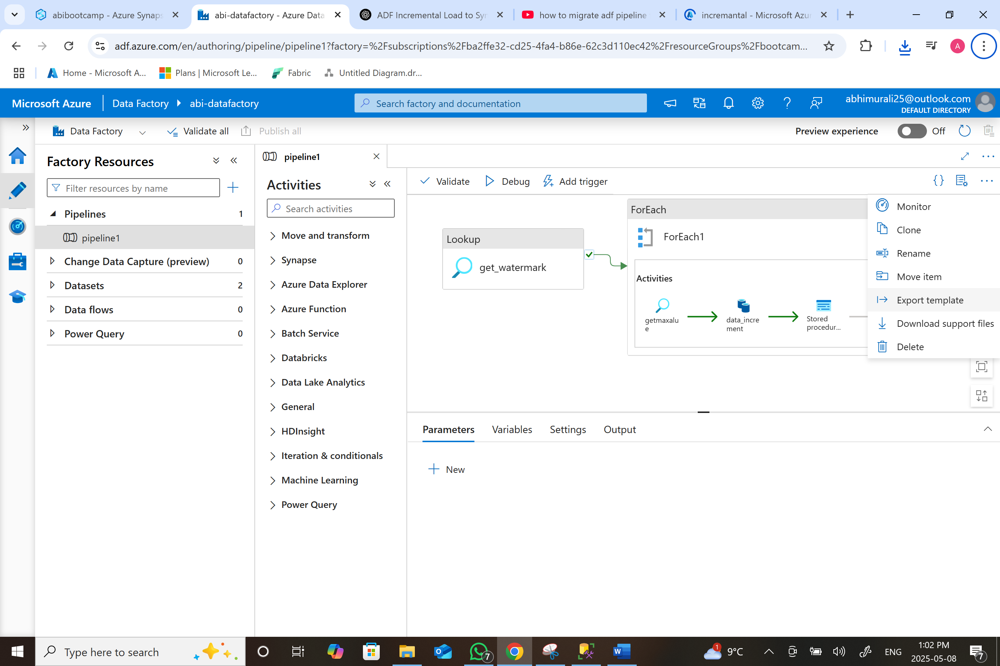 abibootcamp - Azure Synaps
abi-datafactory - Azure Data
ADF Incremental Load to Syn
how to migrate adf pipeline
incremantal - Microsoft Azu
adf.azure.com/en/authoring/pipeline/pipeline1?factory=%2Fsubscriptions%2Fba2ffe32-cd25-4fa4-b86e-62c3d110ec42%2FresourceGroups%2Fbootcam...
A
Home - Microsoft A...
Plans | Microsoft Le...
Fabric
Untitled Diagram.dr...
Microsoft Azure
Data Factory
abi-datafactory
Search factory and documentation
abhimurali25@outlook.com
DEFAULT DIRECTORY
Data Factory
Validate all
Publish all
Preview experience
Off
Factory Resources
Filter resources by name
Pipelines 1
pipeline1
Change Data Capture (preview) 0
Datasets 2
Data flows 0
Power Query 0
pipeline1
Activities
Search activities
Move and transform
Synapse
Azure Data Explorer
Azure Function
Batch Service
Databricks
Data Lake Analytics
General
HDInsight
Iteration & conditionals
Machine Learning
Power Query
Validate
Debug
Add trigger
Lookup
get_watermark
ForEach
ForEach1
Activities
getmaxalu
e
data_incre
ment
Stored
procedur...
Monitor
Clone
Rename
Move item
Export template
Download support files
Delete
Parameters
Variables
Settings
Output
New
Type here to search
7
1
9°C
ENG
1:02 PM
2025-05-08
7